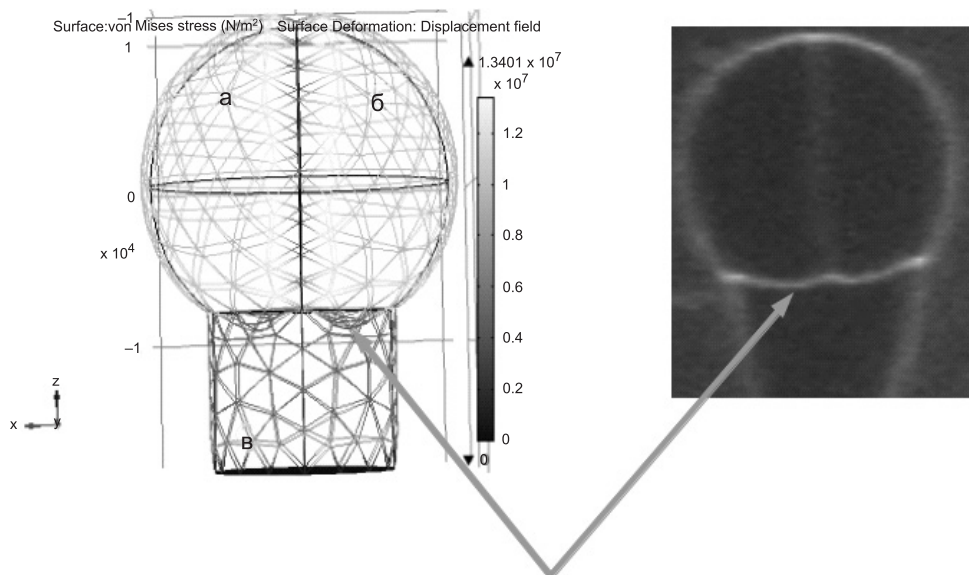 –1
Surface:von Mises stress (N/m²) Surface Deformation: Displacement field
1
1.3401 x 10⁷
x 10⁷
а
б
1.2
1
0
0.8
x 10⁴
0.6
0.4
–1
0.2
z
x
y
в
0
0